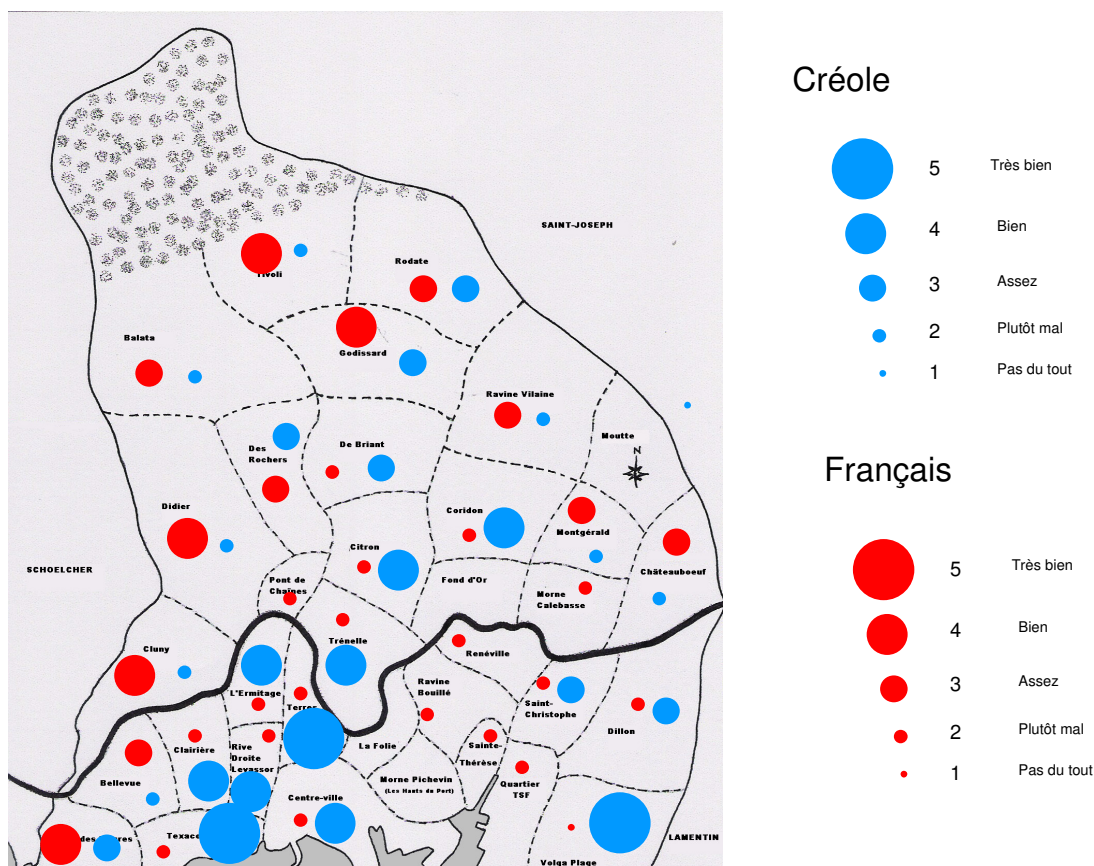 Créole
5 Très bien
4 Bien
3 Assez
2 Plutôt mal
1 Pas du tout
Français
5 Très bien
4 Bien
3 Assez
2 Plutôt mal
1 Pas du tout
SAINT-JOSEPH
Tivoli
Rodate
Balata
Godissard
Ravine Vilaine
Moutte
N
Des
Rochers
De Briant
Didier
Coridon
Montgérald
Citron
Châteauboeuf
SCHOELCHER
Pont de
Chaînes
Fond d'Or
Morne
Calebasse
Trénelle
Renéville
Cluny
L'Ermitage
Ravine
Bouillé
Saint-
Christophe
Dillon
Clairière
Rive
Droite
Levassor
La Folie
Sainte-
Thérèse
Bellevue
Morne Pichevin
(Les Hauts du Port)
Quartier
TSF
Centre-ville
LAMENTIN
Volga Plage